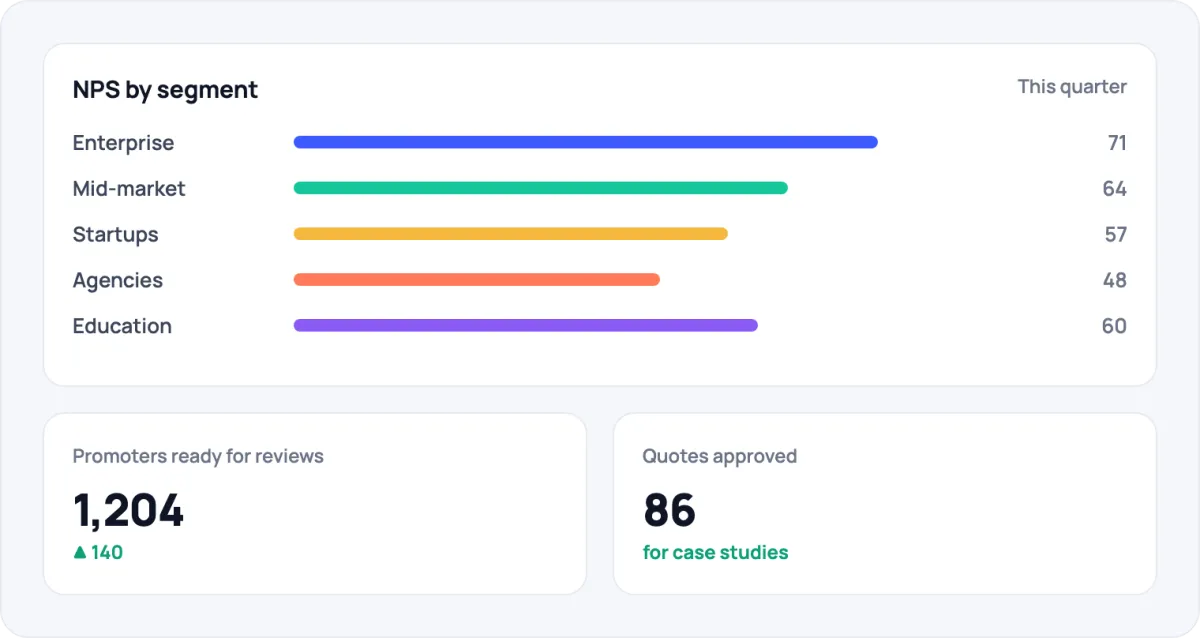 NPS by segment
This quarter
Enterprise 71
Mid-market 64
Startups 57
Agencies 48
Education 60
Promoters ready for reviews
1,204
▲ 140
Quotes approved
86
for case studies